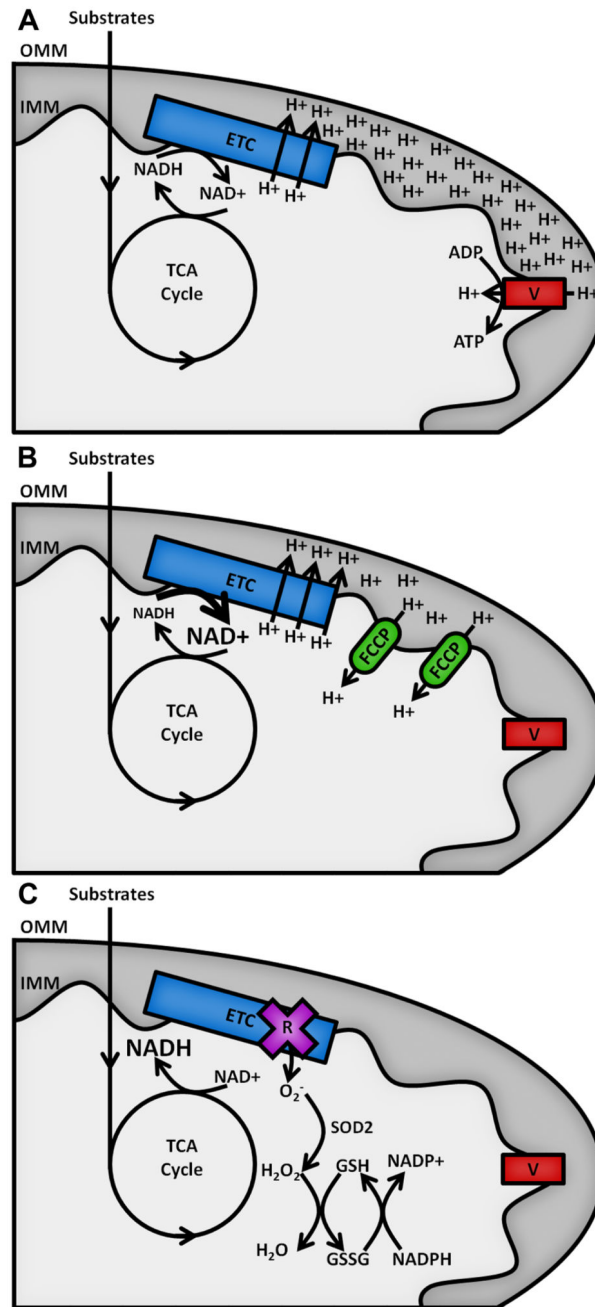 A
Substrates
OMM
IMM
ETC
H+ H+
H+ H+ H+
H+ H+ H+ H+
H+ H+ H+
H+ H+ H+
H+ H+ H+
H+ H+
H+ H+ H+
H+ H+
H+ H+
H+ H+
NADH
NAD+
H+ H+
TCA
Cycle
ADP
H+
V
H+
ATP
B
Substrates
OMM
IMM
ETC
H+ H+ H+
H+ H+
H+ H+
H+
NADH
NAD+
H+ H+ H+
FCCP
FCCP
H+
H+
TCA
Cycle
V
C
Substrates
OMM
IMM
ETC
R
NADH
NAD+
O₂⁻
TCA
Cycle
SOD2
H₂O₂
GSH
NADP+
V
H₂O
GSSG
NADPH